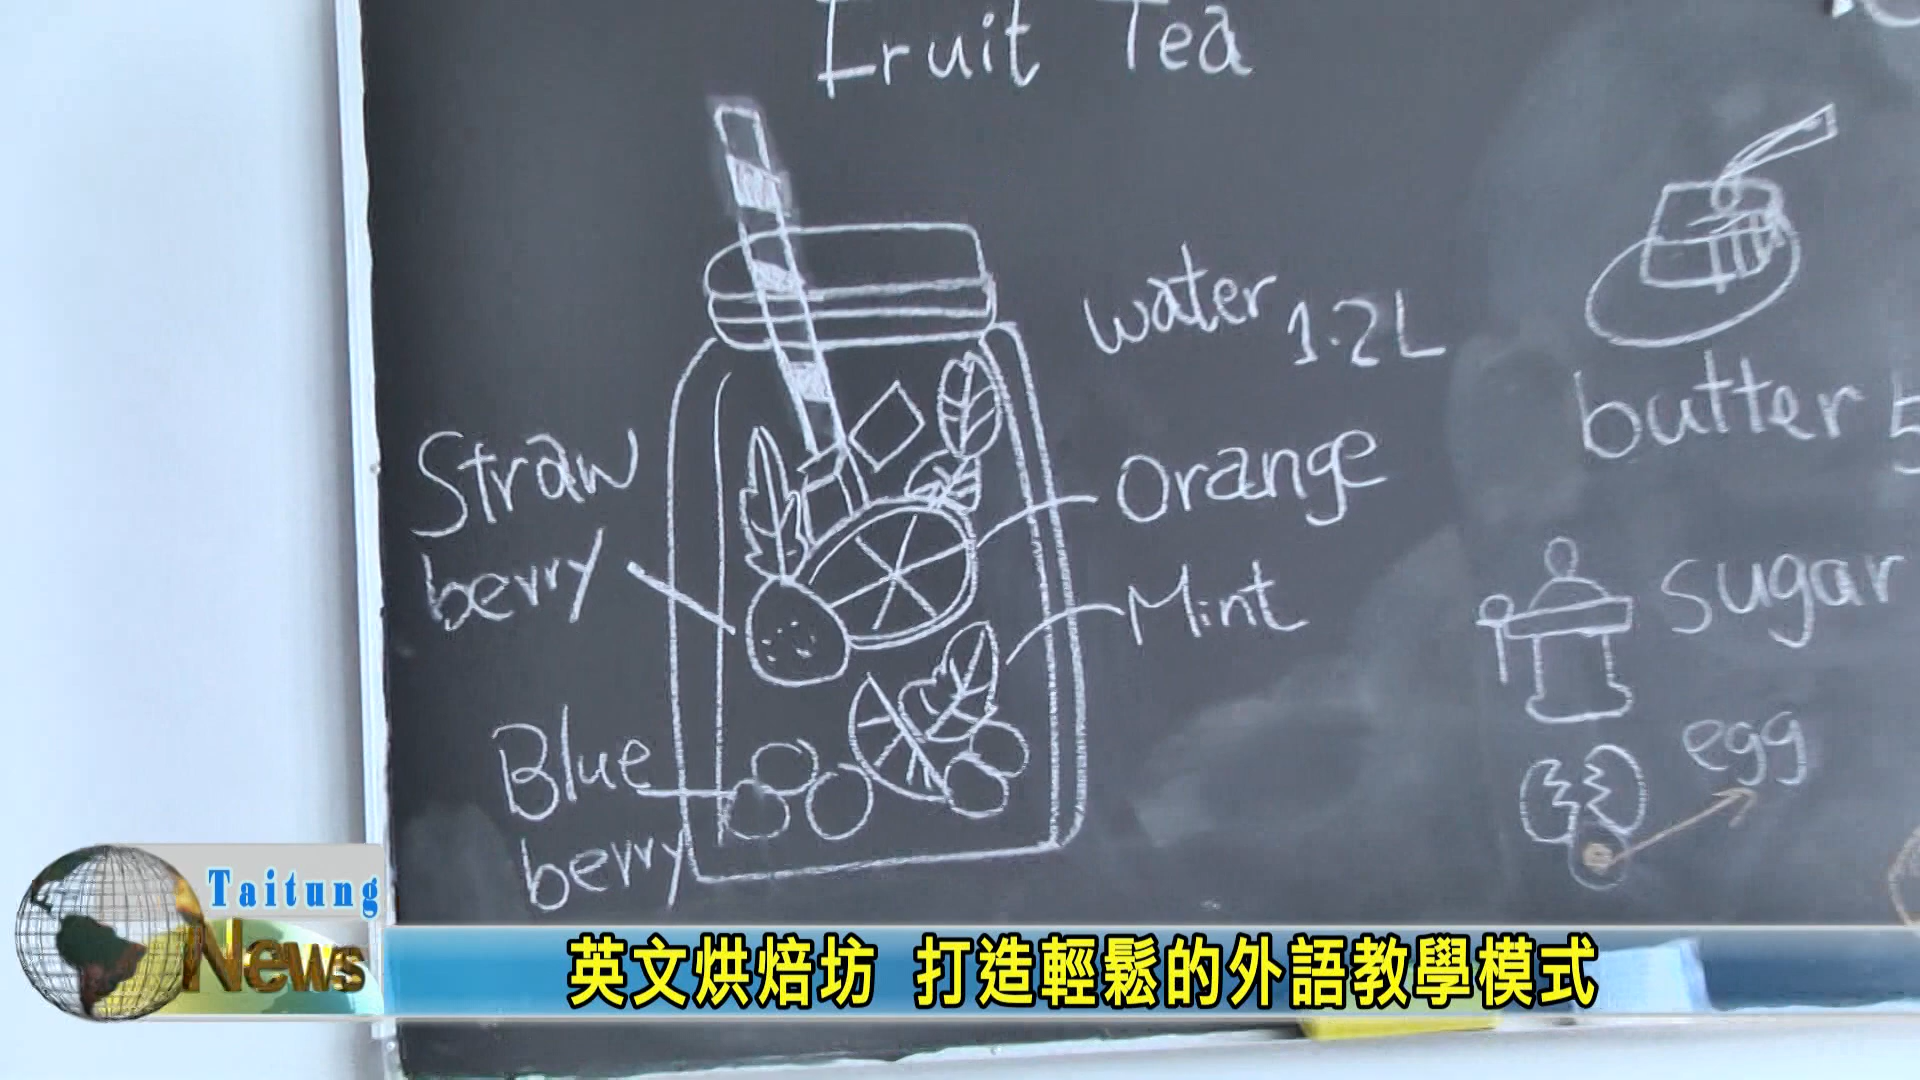 Fruit Tea
water 1.2L
butter 5
Straw
berry
Orange
Mint
sugar
Blue
berry
egg
Taitung
News
英文烘焙坊 打造輕鬆的外語教學模式